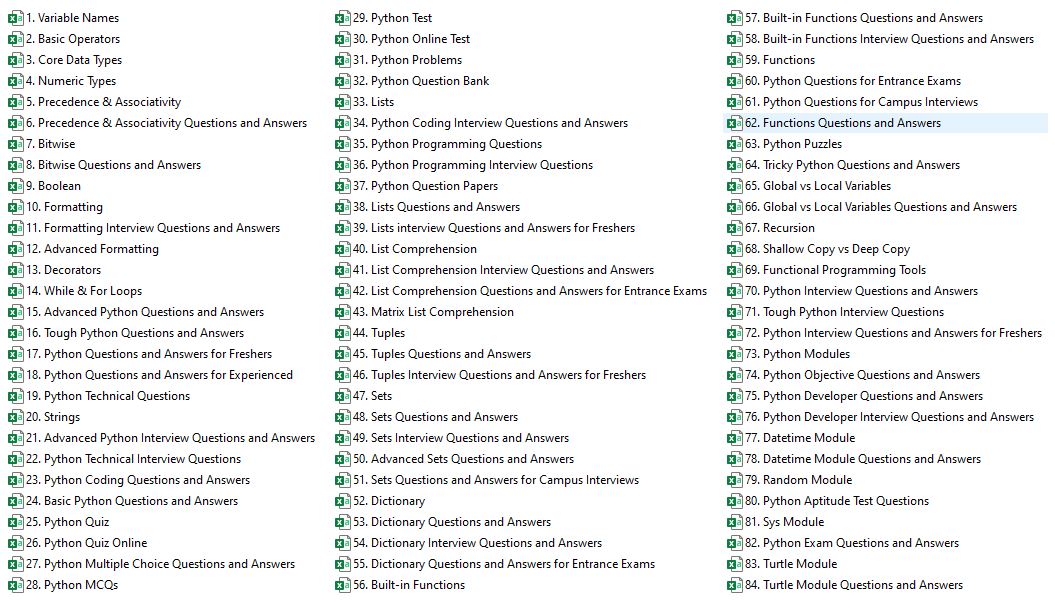 1. Variable Names
2. Basic Operators
3. Core Data Types
4. Numeric Types
5. Precedence & Associativity
6. Precedence & Associativity Questions and Answers
7. Bitwise
8. Bitwise Questions and Answers
9. Boolean
10. Formatting
11. Formatting Interview Questions and Answers
12. Advanced Formatting
13. Decorators
14. While & For Loops
15. Advanced Python Questions and Answers
16. Tough Python Questions and Answers
17. Python Questions and Answers for Freshers
18. Python Questions and Answers for Experienced
19. Python Technical Questions
20. Strings
21. Advanced Python Interview Questions and Answers
22. Python Technical Interview Questions
23. Python Coding Questions and Answers
24. Basic Python Questions and Answers
25. Python Quiz
26. Python Quiz Online
27. Python Multiple Choice Questions and Answers
28. Python MCQs
29. Python Test
30. Python Online Test
31. Python Problems
32. Python Question Bank
33. Lists
34. Python Coding Interview Questions and Answers
35. Python Programming Questions
36. Python Programming Interview Questions
37. Python Question Papers
38. Lists Questions and Answers
39. Lists interview Questions and Answers for Freshers
40. List Comprehension
41. List Comprehension Interview Questions and Answers
42. List Comprehension Questions and Answers for Entrance Exams
43. Matrix List Comprehension
44. Tuples
45. Tuples Questions and Answers
46. Tuples Interview Questions and Answers for Freshers
47. Sets
48. Sets Questions and Answers
49. Sets Interview Questions and Answers
50. Advanced Sets Questions and Answers
51. Sets Questions and Answers for Campus Interviews
52. Dictionary
53. Dictionary Questions and Answers
54. Dictionary Interview Questions and Answers
55. Dictionary Questions and Answers for Entrance Exams
56. Built-in Functions
57. Built-in Functions Questions and Answers
58. Built-in Functions Interview Questions and Answers
59. Functions
60. Python Questions for Entrance Exams
61. Python Questions for Campus Interviews
62. Functions Questions and Answers
63. Python Puzzles
64. Tricky Python Questions and Answers
65. Global vs Local Variables
66. Global vs Local Variables Questions and Answers
67. Recursion
68. Shallow Copy vs Deep Copy
69. Functional Programming Tools
70. Python Interview Questions and Answers
71. Tough Python Interview Questions
72. Python Interview Questions and Answers for Freshers
73. Python Modules
74. Python Objective Questions and Answers
75. Python Developer Questions and Answers
76. Python Developer Interview Questions and Answers
77. Datetime Module
78. Datetime Module Questions and Answers
79. Random Module
80. Python Aptitude Test Questions
81. Sys Module
82. Python Exam Questions and Answers
83. Turtle Module
84. Turtle Module Questions and Answers